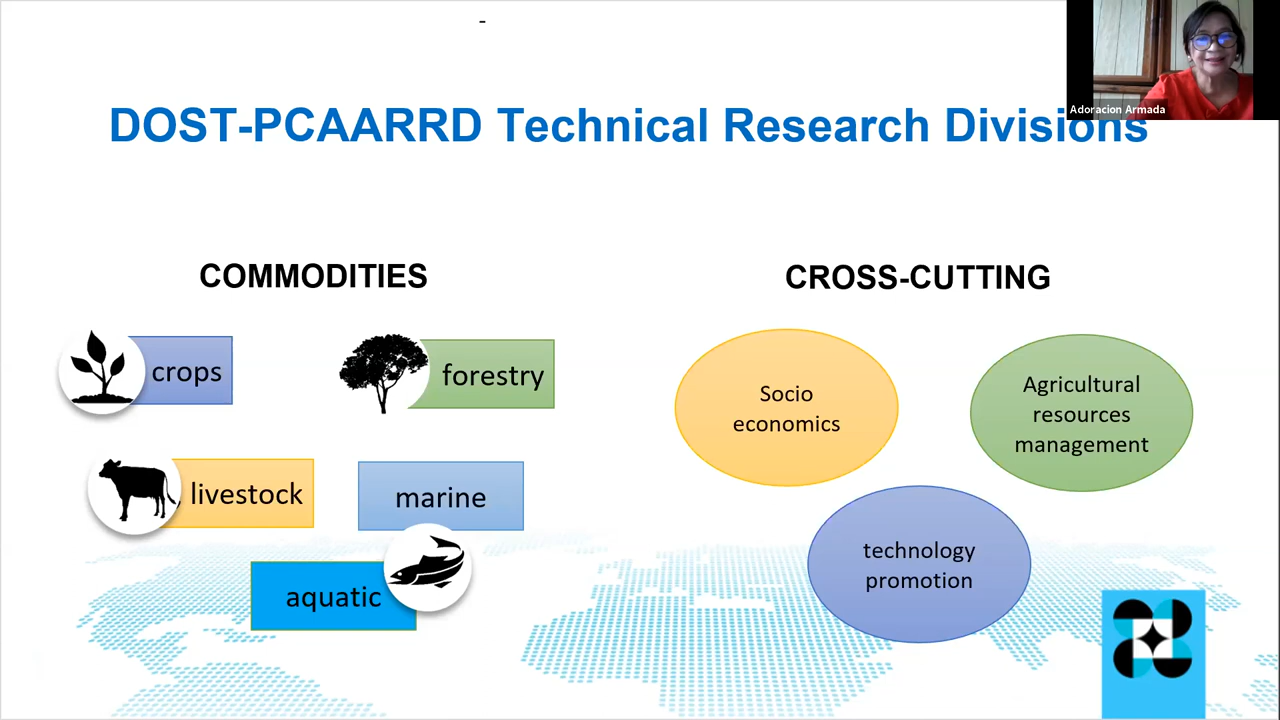 -
DOST-PCAARRD Technical Research Divisions
Adoracion Armada
COMMODITIES
CROSS-CUTTING
crops
forestry
livestock
marine
aquatic
Socio
economics
Agricultural
resources
management
technology
promotion